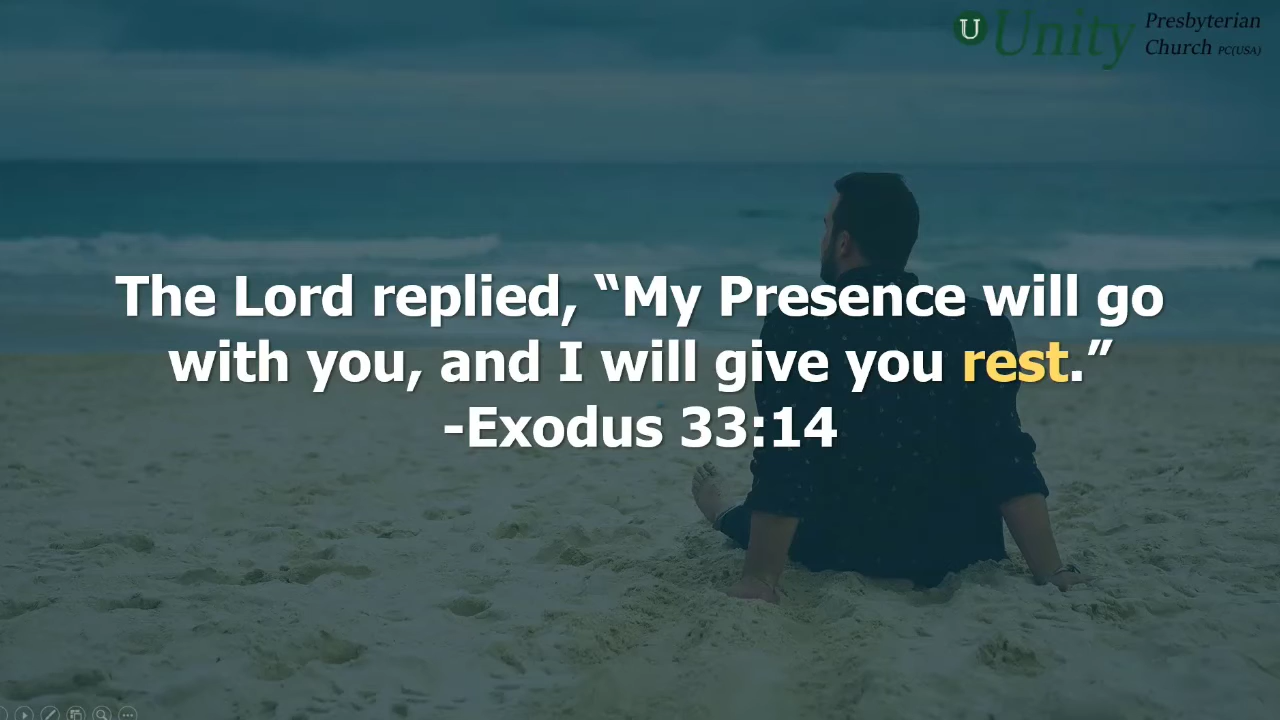 U Unity Presbyterian
Church PC(USA)
The Lord replied, “My Presence will go
with you, and I will give you rest.”
-Exodus 33:14